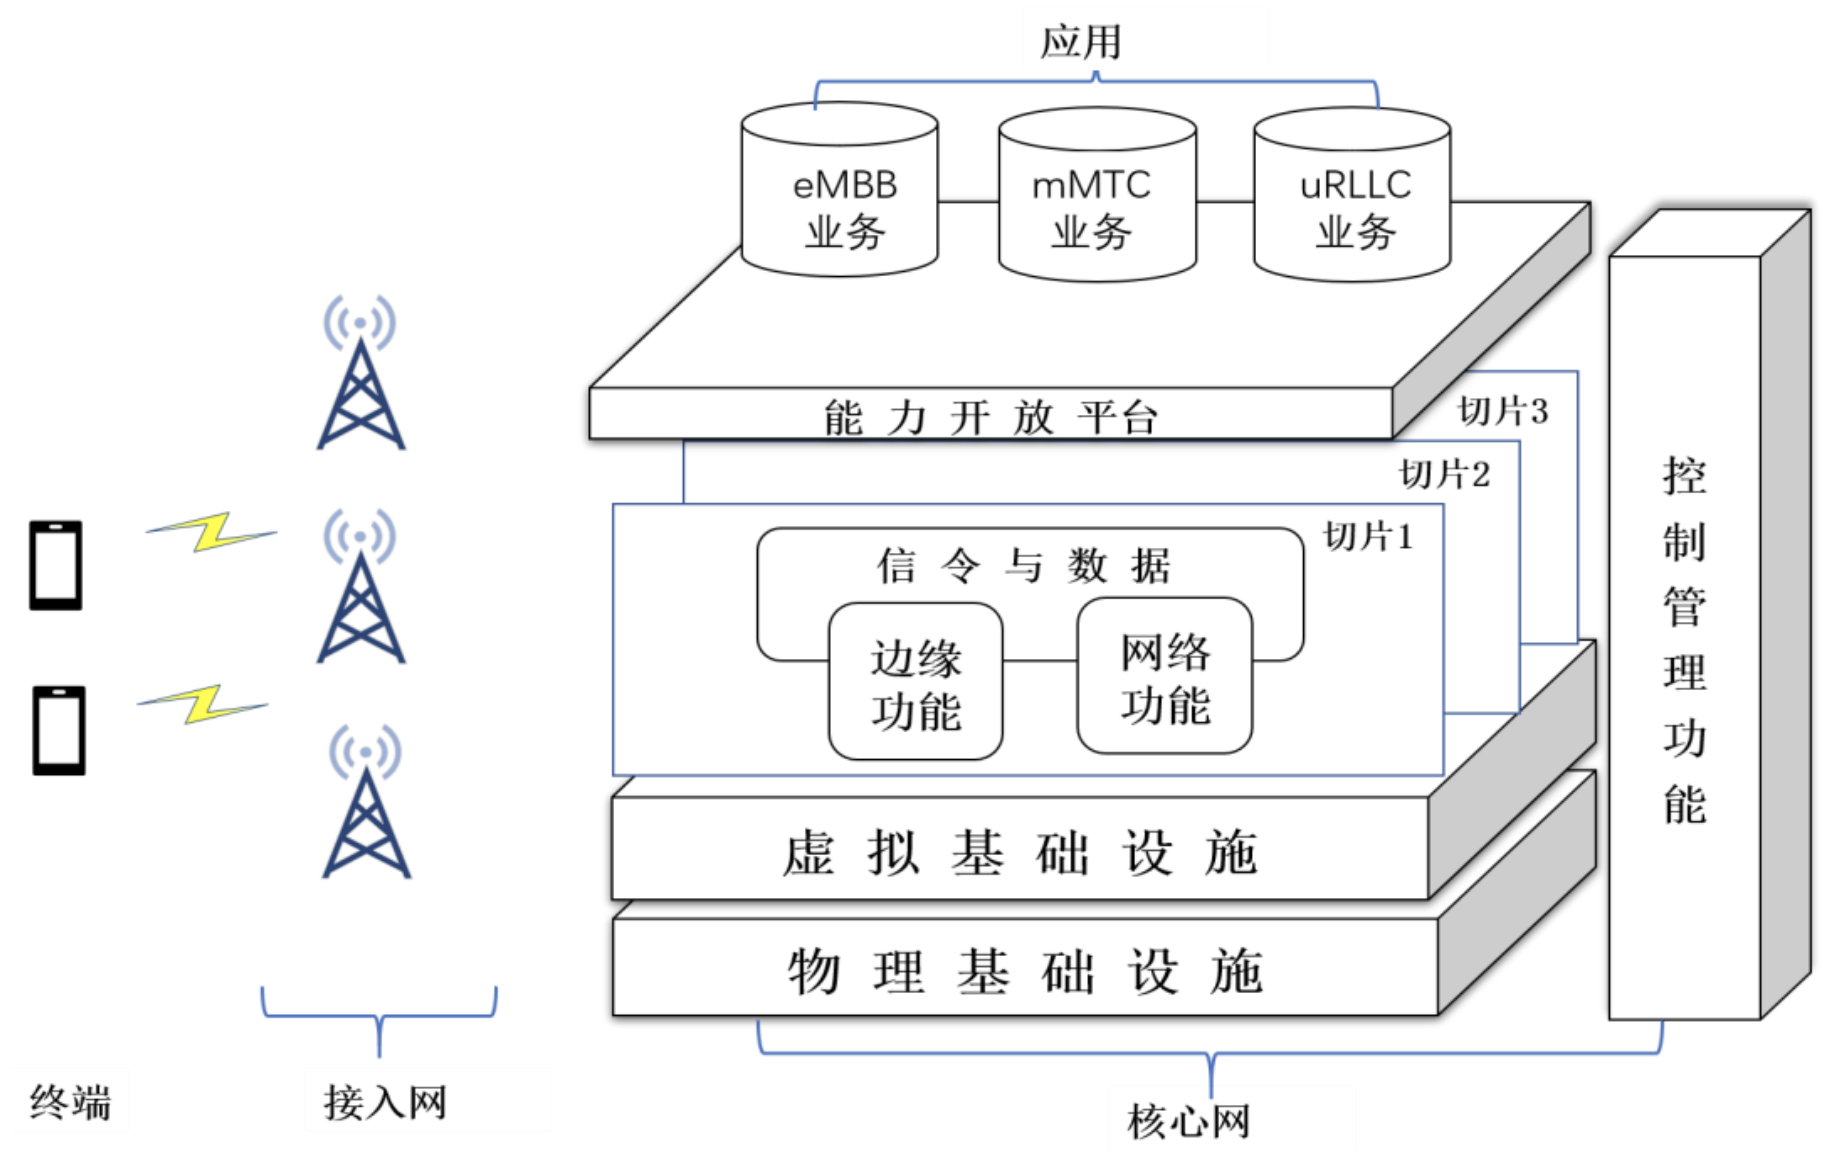 应用
eMBB
业务
mMTC
业务
uRLLC
业务
能力开放平台
切片3
切片2
切片1
信令与数据
边缘
功能
网络
功能
虚拟基础设施
物理基础设施
控制管理功能
终端
接入网
核心网